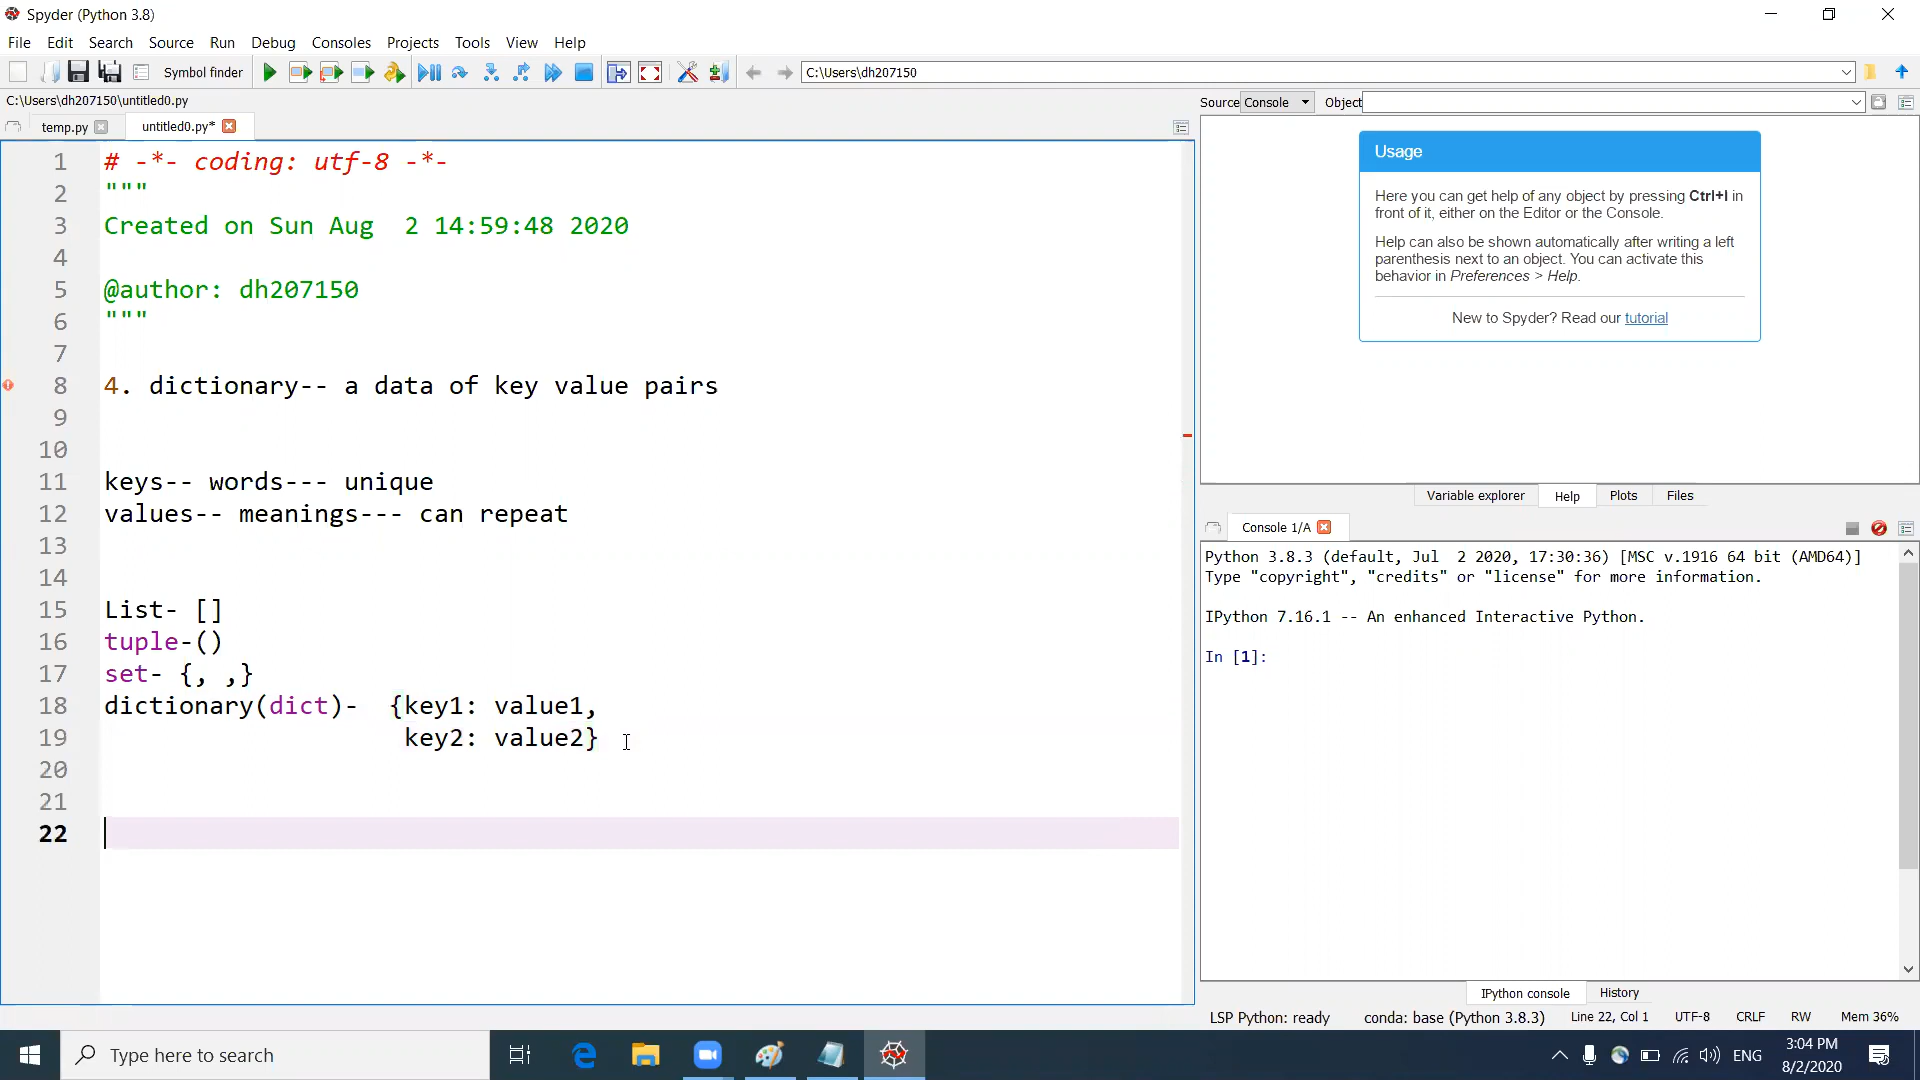 Spyder (Python 3.8)
File Edit Search Source Run Debug Consoles Projects Tools View Help
Symbol finder
C:\Users\dh207150
C:\Users\dh207150\untitled0.py
Source Console Object
temp.py untitled0.py*
1 # -*- coding: utf-8 -*-
2 """
3 Created on Sun Aug  2 14:59:48 2020
4
5 @author: dh207150
6 """
7
8 4. dictionary-- a data of key value pairs
9
10
11 keys-- words--- unique
12 values-- meanings--- can repeat
13
14
15 List- []
16 tuple-()
17 set- {, ,}
18 dictionary(dict)-  {key1: value1,
19                     key2: value2}
20
21
22
Usage
Here you can get help of any object by pressing Ctrl+I in
front of it, either on the Editor or the Console.
Help can also be shown automatically after writing a left
parenthesis next to an object. You can activate this
behavior in Preferences > Help.
New to Spyder? Read our tutorial
Variable explorer Help Plots Files
Console 1/A
Python 3.8.3 (default, Jul  2 2020, 17:30:36) [MSC v.1916 64 bit (AMD64)]
Type "copyright", "credits" or "license" for more information.
IPython 7.16.1 -- An enhanced Interactive Python.
In [1]:
IPython console History
LSP Python: ready conda: base (Python 3.8.3) Line 22, Col 1 UTF-8 CRLF RW Mem 36%
Type here to search
ENG
3:04 PM
8/2/2020